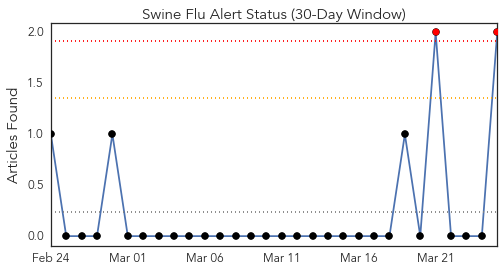 Swine Flu Alert Status (30-Day Window)
Articles Found
2.0
1.5
1.0
0.5
0.0
Feb 24
Mar 01
Mar 06
Mar 11
Mar 16
Mar 21